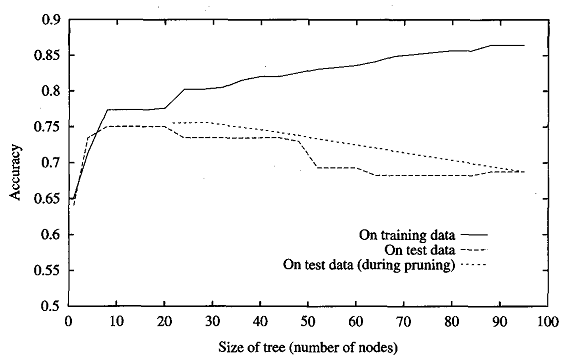 0.9
0.85
0.8
0.75
0.7
0.65
0.6
0.55
0.5
Accuracy
On training data
On test data
On test data (during pruning)
0 10 20 30 40 50 60 70 80 90 100
Size of tree (number of nodes)